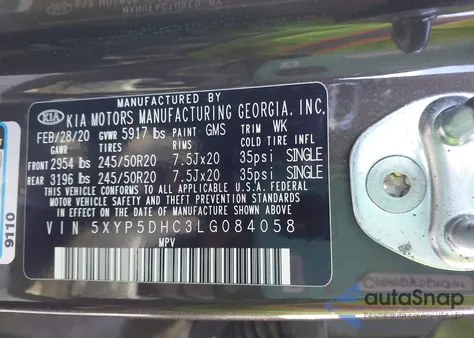 MANUFACTURED BY
KIA KIA MOTORS MANUFACTURING GEORGIA, INC.
FEB/28/20 GVWR 5917 lbs PAINT GMS TRIM WK
GAWR TIRES RIMS COLD TIRE INFL
FRONT 2954 lbs 245/50R20 7.5Jx20 35psi SINGLE
REAR 3196 lbs 245/50R20 7.5Jx20 35psi SINGLE
THIS VEHICLE CONFORMS TO ALL APPLICABLE U.S.A. FEDERAL
MOTOR VEHICLE SAFETY, BUMPER, AND THEFT PREVENTION
STANDARDS IN EFFECT ON THE DATE OF MANUFACTURE SHOWN ABOVE.
VIN 5XYP5DHC3LG084058
MPV
9110
autoSnap